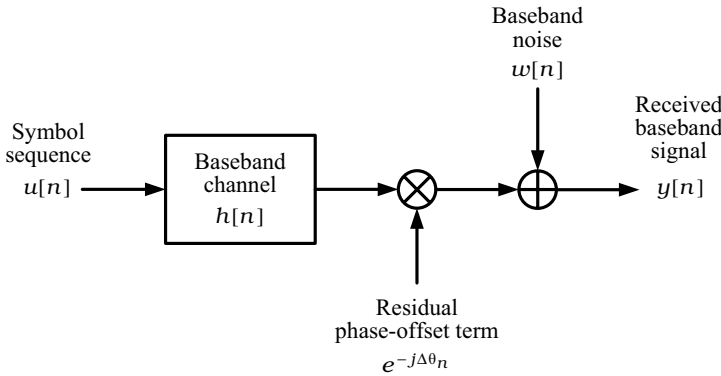 Baseband
noise
w[n]
Symbol
sequence
u[n]
Baseband
channel
h[n]
Received
baseband
signal
y[n]
Residual
phase-offset term
e^{-jΔθn}